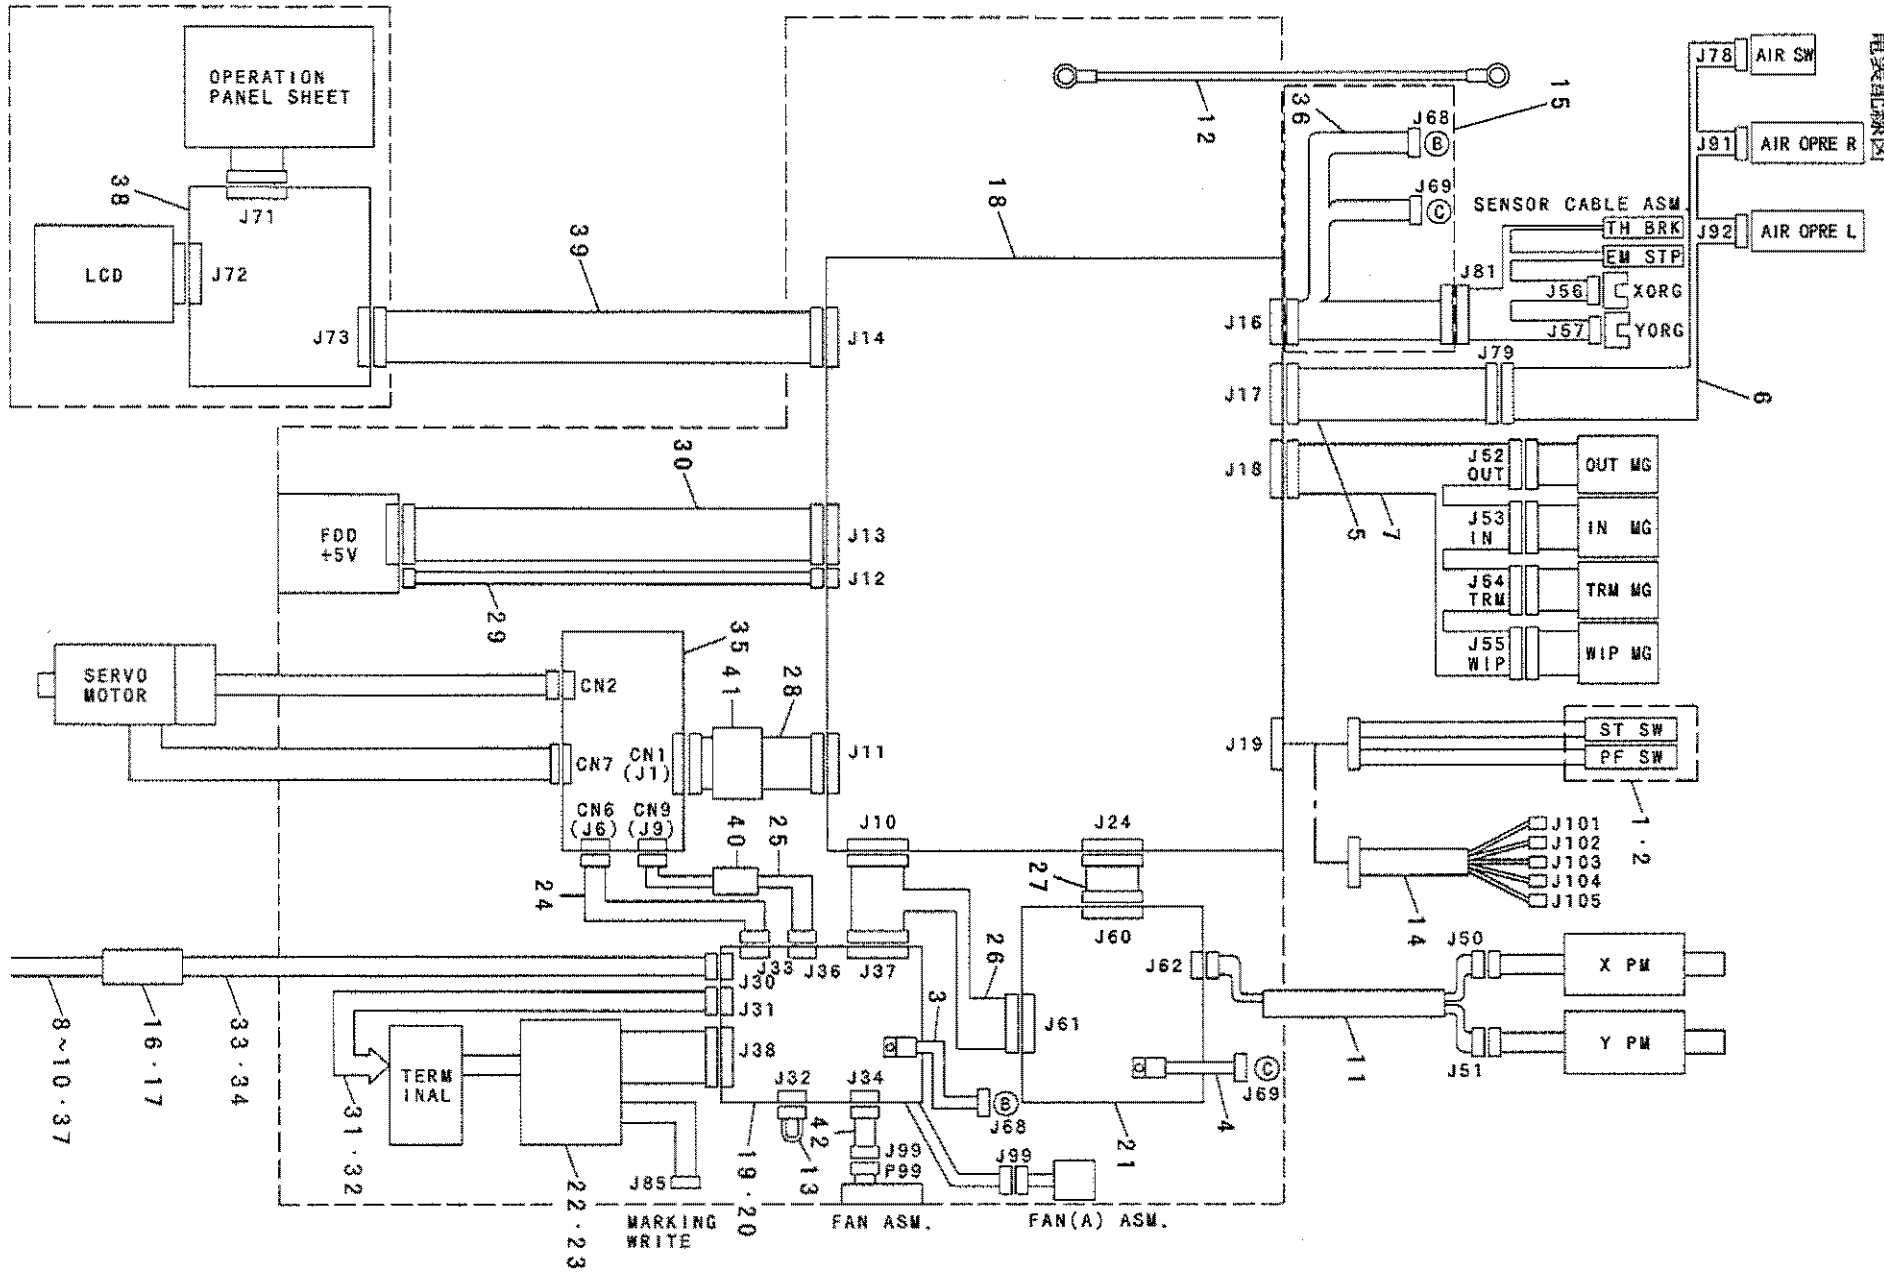 OPERATION
PANEL SHEET
38
J71
LCD
J72
J73
39
J14
18
12
15
36
J68
B
J69
C
J78
AIR SW
J91
AIR OPRE R
J92
AIR OPRE L
SENSOR CABLE ASM.
TH BRK
EM STP
J81
J56
XORG
J57
YORG
J16
J79
J17
6
J18
5
7
J52
OUT
OUT MG
J53
IN
IN MG
J54
TRM
TRM MG
J55
WIP
WIP MG
30
FDD
+5V
J13
J12
29
35
41
28
SERVO
MOTOR
CN2
CN7
CN1
(J1)
J11
J19
ST SW
PF SW
1·2
CN6
(J6)
CN9
(J9)
40
25
J10
J24
27
24
J101
J102
J103
J104
J105
14
J60
J33
J36
J37
26
J62
J50
X PM
J30
J31
3
J61
11
J51
Y PM
J38
8~10·37
16·17
33·34
TERM
INAL
31·32
J32
J34
42
13
J99
P99
B
J68
J99
4
C
J69
21
J85
22·23
19·20
MARKING
WRITE
FAN ASM.
FAN(A) ASM.